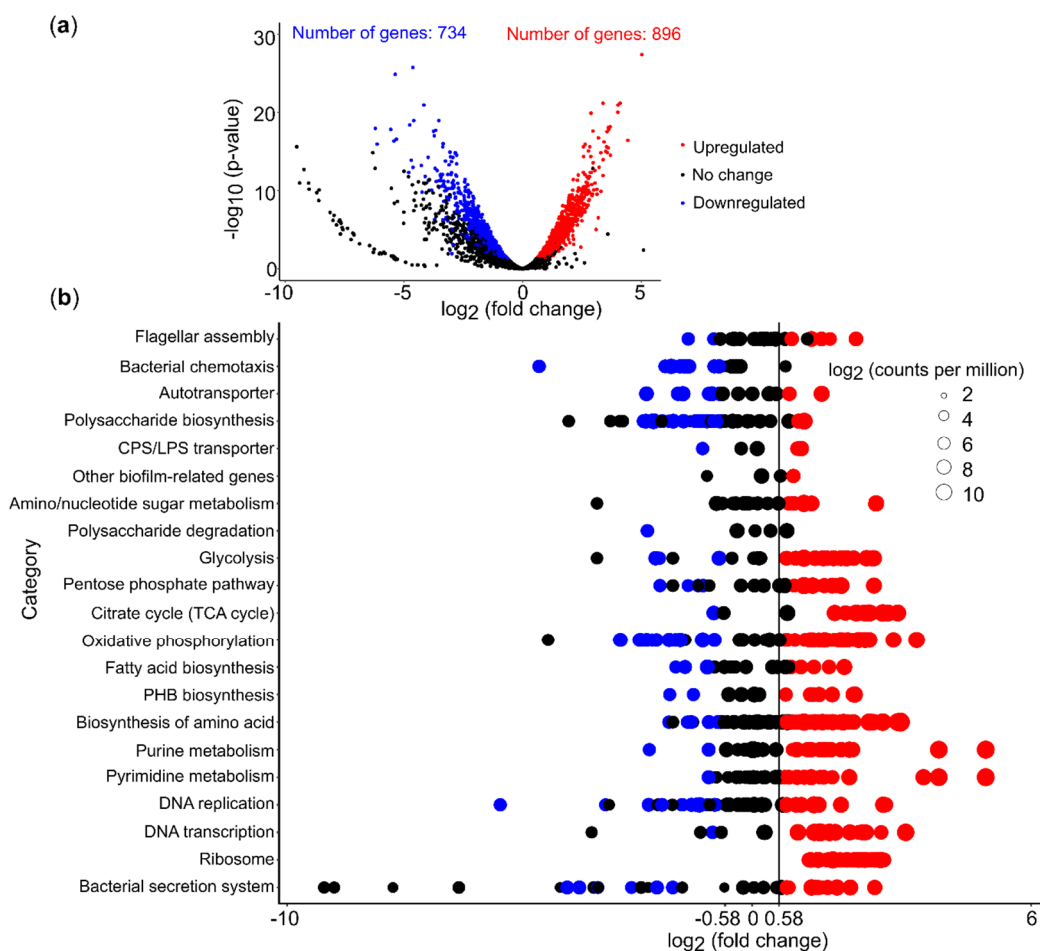 (a)
Number of genes: 734
Number of genes: 896
30
20
10
0
-log10 (p-value)
-10
-5
0
5
log2 (fold change)
Upregulated
No change
Downregulated
(b)
Category
Flagellar assembly
Bacterial chemotaxis
Autotransporter
Polysaccharide biosynthesis
CPS/LPS transporter
Other biofilm-related genes
Amino/nucleotide sugar metabolism
Polysaccharide degradation
Glycolysis
Pentose phosphate pathway
Citrate cycle (TCA cycle)
Oxidative phosphorylation
Fatty acid biosynthesis
PHB biosynthesis
Biosynthesis of amino acid
Purine metabolism
Pyrimidine metabolism
DNA replication
DNA transcription
Ribosome
Bacterial secretion system
log2 (counts per million)
2
4
6
8
10
-10
-0.58
0
0.58
6
log2 (fold change)